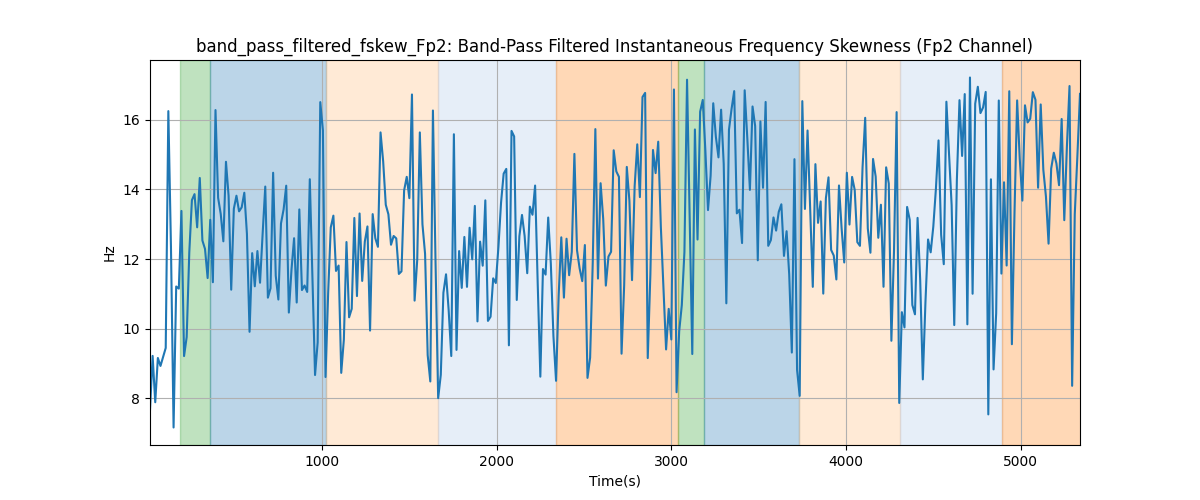 band_pass_filtered_fskew_Fp2: Band-Pass Filtered Instantaneous Frequency Skewness (Fp2 Channel)
16
14
12
10
8
Hz
1000 2000 3000 4000 5000
Time(s)